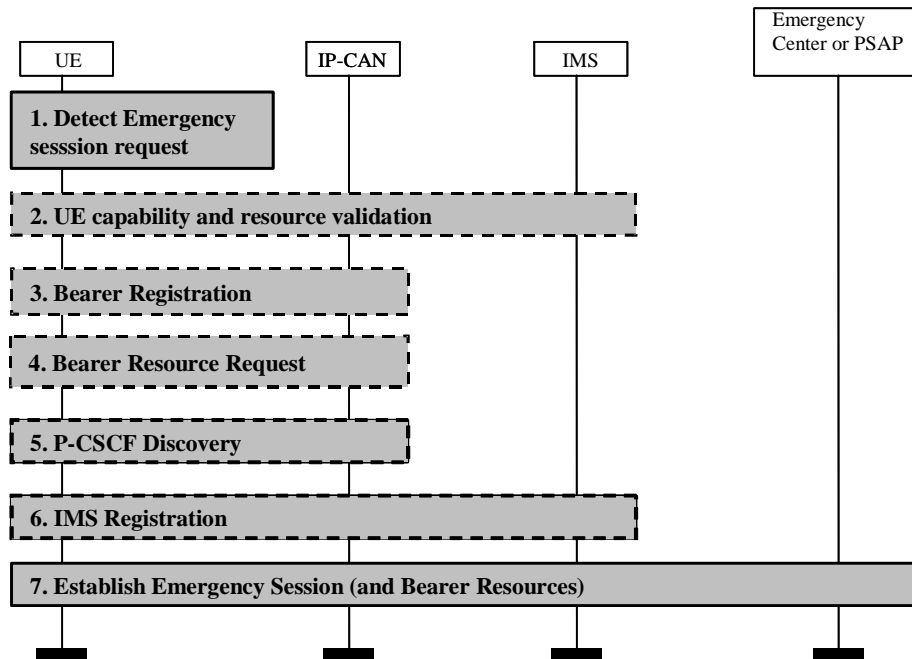 Emergency
Center or PSAP
UE
IP-CAN
IMS
1. Detect Emergency
sesssion request
2. UE capability and resource validation
3. Bearer Registration
4. Bearer Resource Request
5. P-CSCF Discovery
6. IMS Registration
7. Establish Emergency Session (and Bearer Resources)